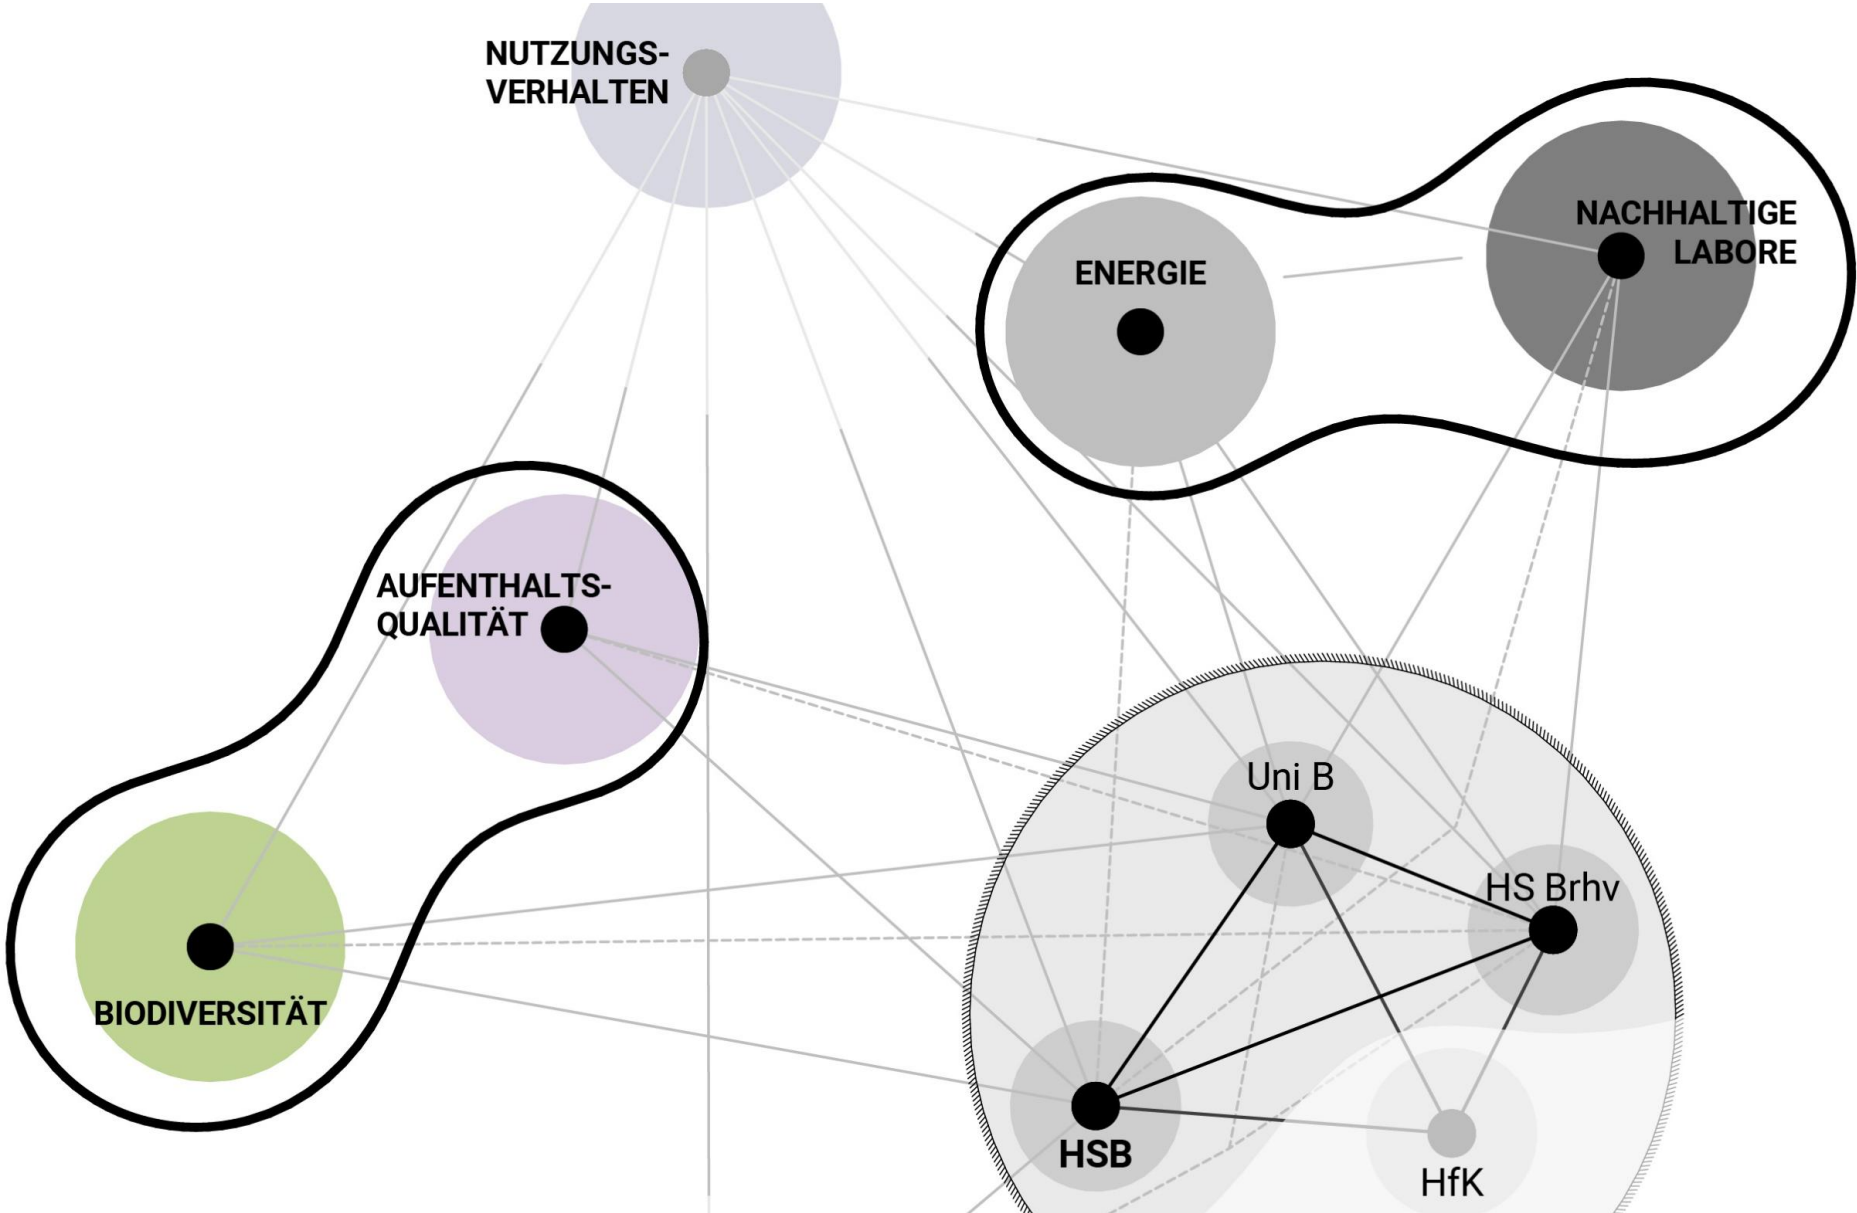 NUTZUNGS-
VERHALTEN
NACHHALTIGE
LABORE
ENERGIE
AUFENTHALTS-
QUALITÄT
BIODIVERSITÄT
Uni B
HS Brhv
HSB
HfK